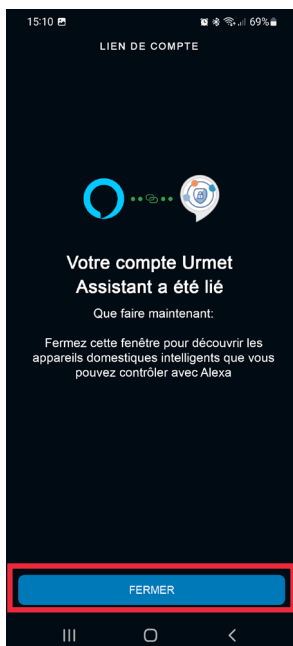 15:10 69%
LIEN DE COMPTE
Votre compte Urmet
Assistant a été lié
Que faire maintenant:
Fermez cette fenêtre pour découvrir les
appareils domestiques intelligents que vous
pouvez contrôler avec Alexa
FERMER